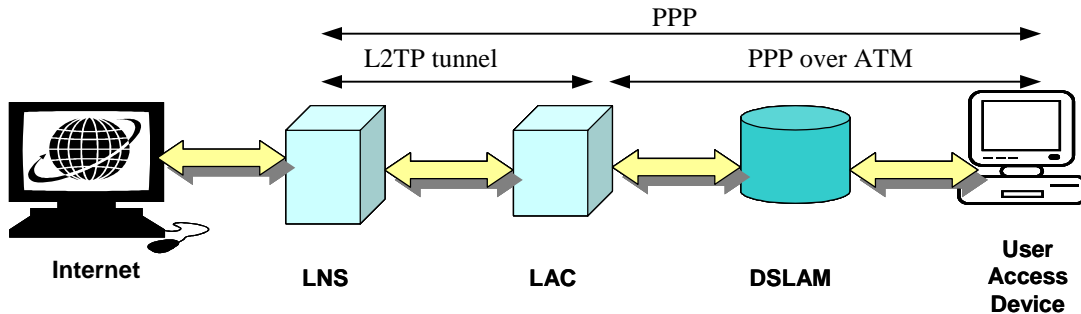 PPP
L2TP tunnel
PPP over ATM
Internet
LNS
LAC
DSLAM
User
Access
Device